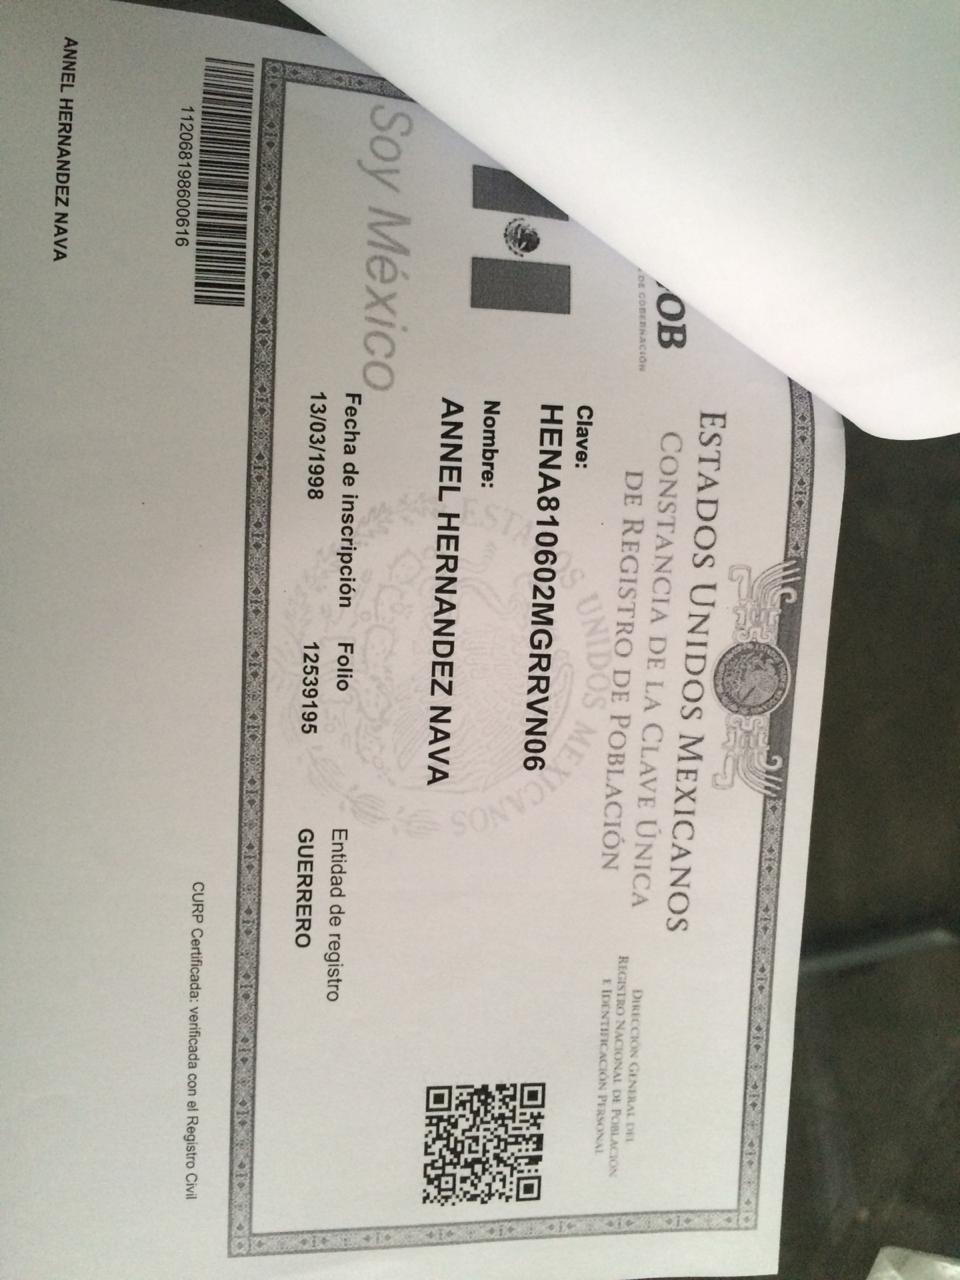 OB
DE GOBERNACIÓN
ESTADOS UNIDOS MEXICANOS
CONSTANCIA DE LA CLAVE ÚNICA
DE REGISTRO DE POBLACIÓN
DIRECCIÓN GENERAL DEL
REGISTRO NACIONAL DE POBLACIÓN
E IDENTIFICACIÓN PERSONAL
Clave:
HENA810602MGRRVN06
Nombre:
ANNEL HERNANDEZ NAVA
Soy México
Fecha de inscripción Folio Entidad de registro
13/03/1998 12539195 GUERRERO
ESTADOS UNIDOS MEXICANOS
112068198600616
CURP Certificada: verificada con el Registro Civil
ANNEL HERNANDEZ NAVA